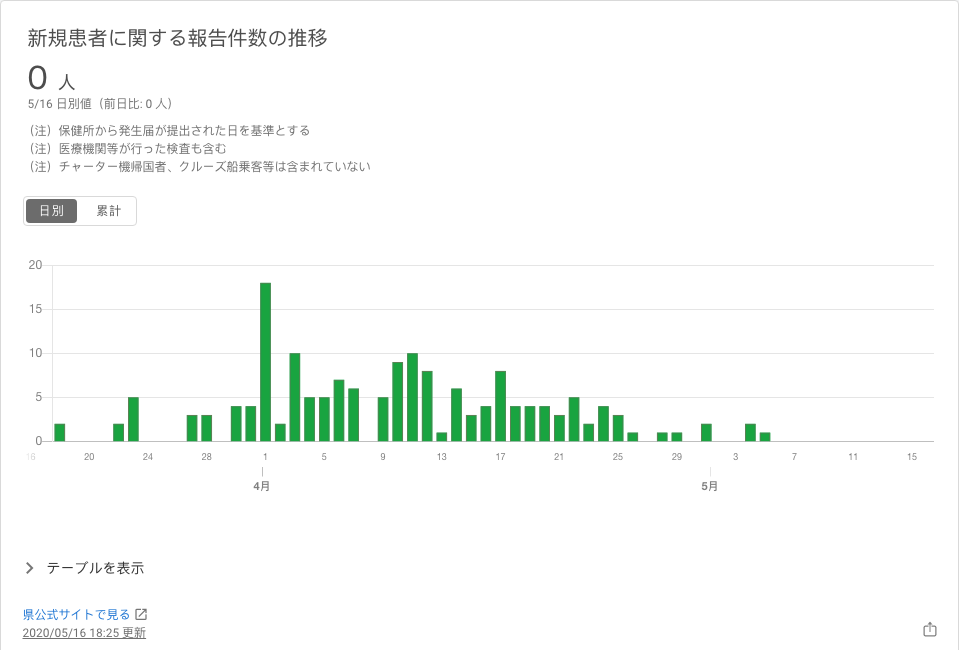 新規患者に関する報告件数の推移
0 人
5/16 日別値（前日比: 0 人）
（注）保健所から発生届が提出された日を基準とする
（注）医療機関等が行った検査も含む
（注）チャーター機帰国者、クルーズ船乗客等は含まれていない
日別 累計
20
15
10
5
0
16 20 24 28 1 5 9 13 17 21 25 29 3 7 11 15
4月 5月
テーブルを表示
県公式サイトで見る
2020/05/16 18:25 更新